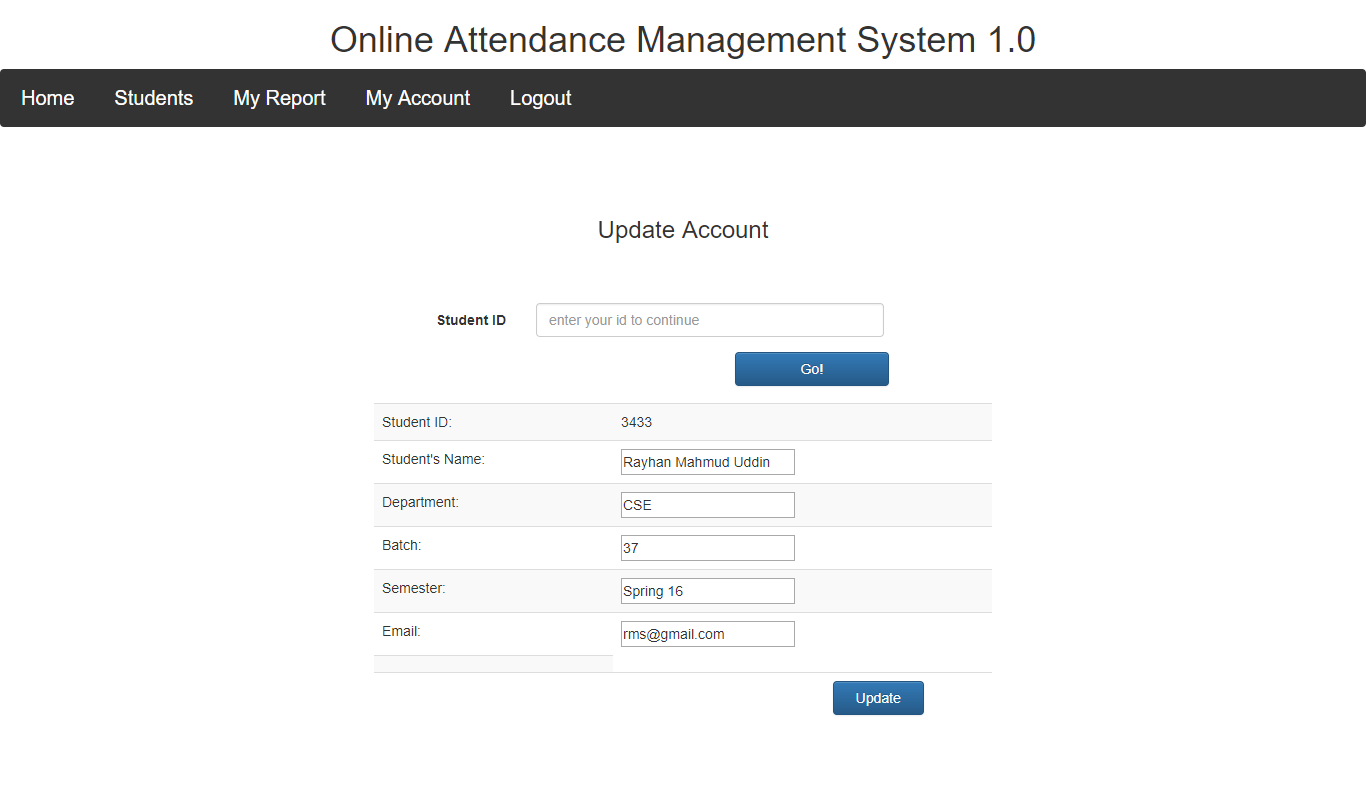 Online Attendance Management System 1.0
Home Students My Report My Account Logout
Update Account
Student ID enter your id to continue
Go!
Student ID: 3433
Student's Name: Rayhan Mahmud Uddin
Department: CSE
Batch: 37
Semester: Spring 16
Email: rms@gmail.com
Update